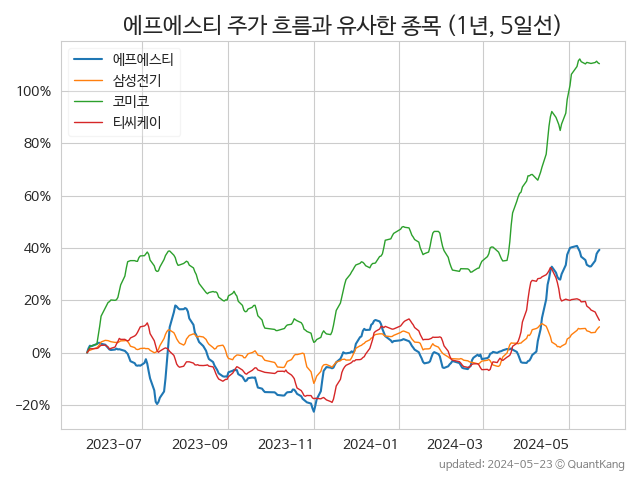 에프에스티 주가 흐름과 유사한 종목 (1년, 5일선)
에프에스티
삼성전기
코미코
티씨케이
100%
80%
60%
40%
20%
0%
−20%
2023-07 2023-09 2023-11 2024-01 2024-03 2024-05
updated: 2024-05-23 © QuantKang